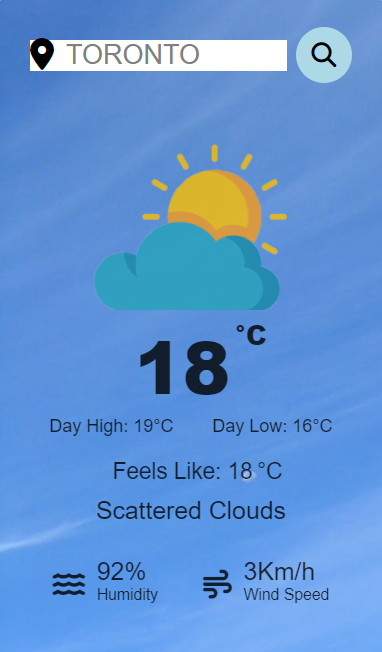 TORONTO
18 °C
Day High: 19°C Day Low: 16°C
Feels Like: 18 °C
Scattered Clouds
92% 3Km/h
Humidity Wind Speed